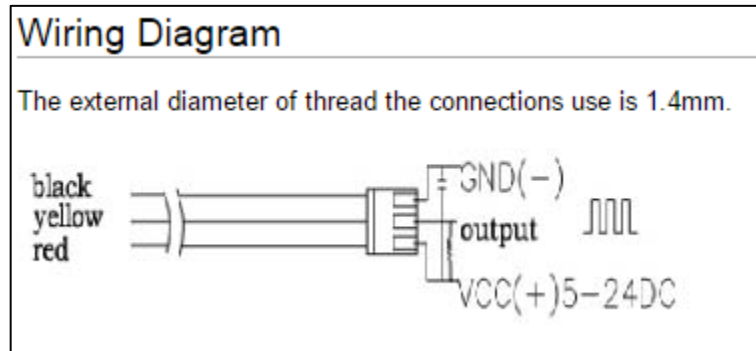 Wiring Diagram
The external diameter of thread the connections use is 1.4mm.
black
yellow
red
GND(-)
output
VCC(+)5-24DC